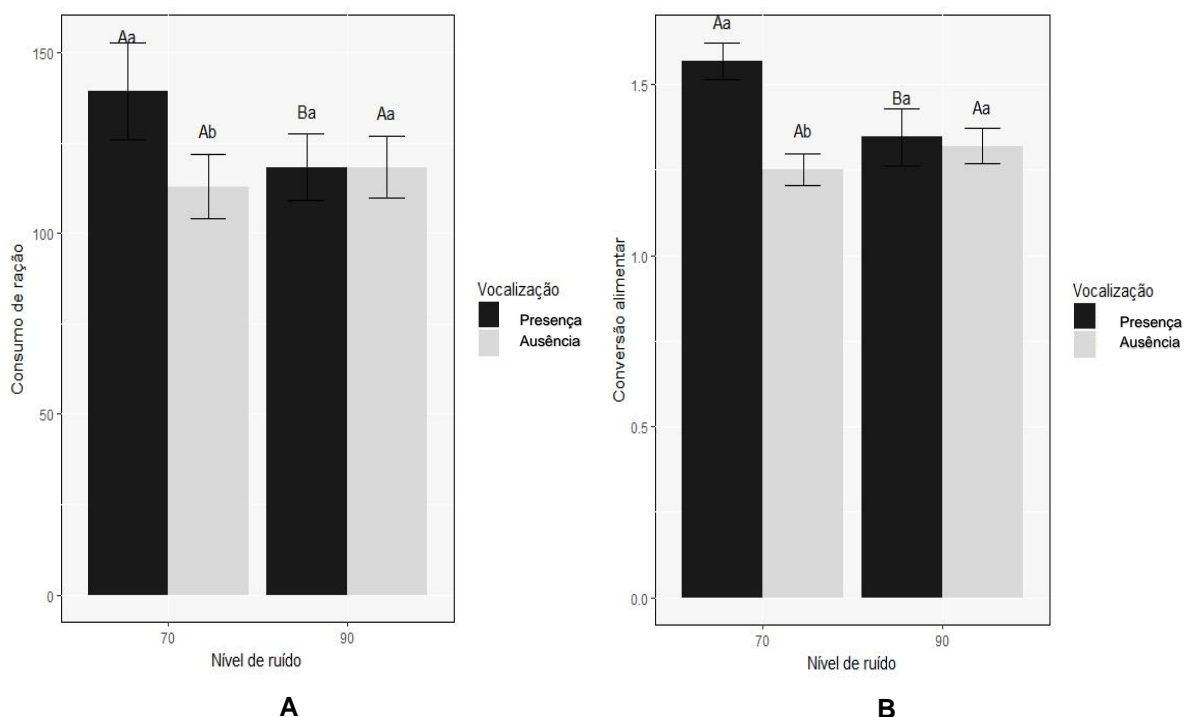 Consumo de ração
150
100
50
0
Aa
Ab
Ba
Aa
70
90
Nível de ruído
Vocalização
Presença
Ausência
A
Conversão alimentar
1.5
1.0
0.5
0.0
Aa
Ab
Ba
Aa
70
90
Nível de ruído
Vocalização
Presença
Ausência
B